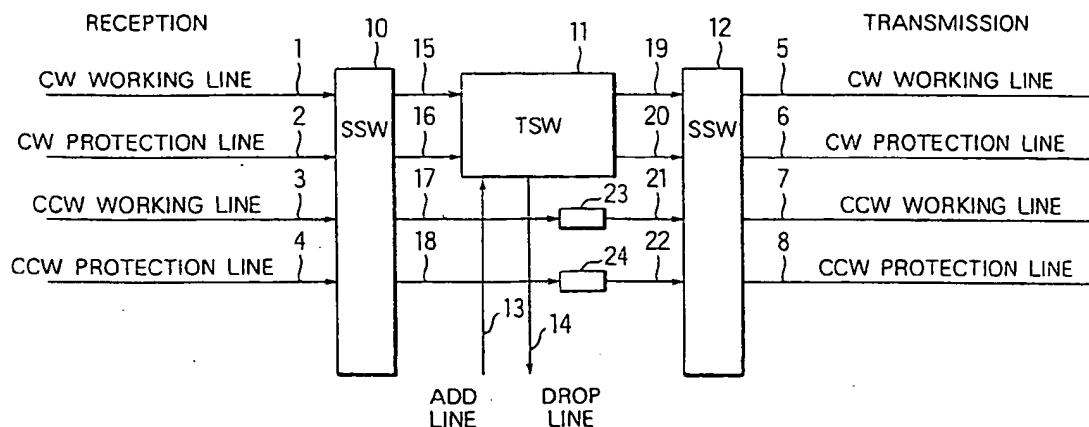 RECEPTION
10
11
12
TRANSMISSION
CW WORKING LINE
1
15
19
5
CW WORKING LINE
SSW
TSW
SSW
CW PROTECTION LINE
2
16
20
6
CW PROTECTION LINE
CCW WORKING LINE
3
17
23
21
7
CCW WORKING LINE
CCW PROTECTION LINE
4
18
24
22
8
CCW PROTECTION LINE
13
14
ADD
LINE
DROP
LINE